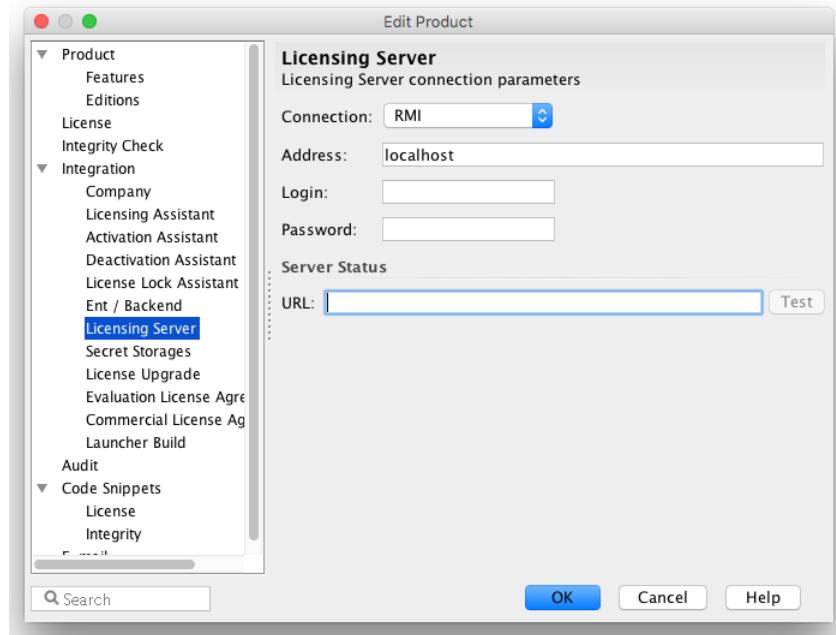 Edit Product
Product
Features
Editions
License
Integrity Check
Integration
Company
Licensing Assistant
Activation Assistant
Deactivation Assistant
License Lock Assistant
Ent / Backend
Licensing Server
Secret Storages
License Upgrade
Evaluation License Agre
Commercial License Ag
Launcher Build
Audit
Code Snippets
License
Integrity
Search
Licensing Server
Licensing Server connection parameters
Connection: RMI
Address: localhost
Login:
Password:
Server Status
URL: Test
OK Cancel Help